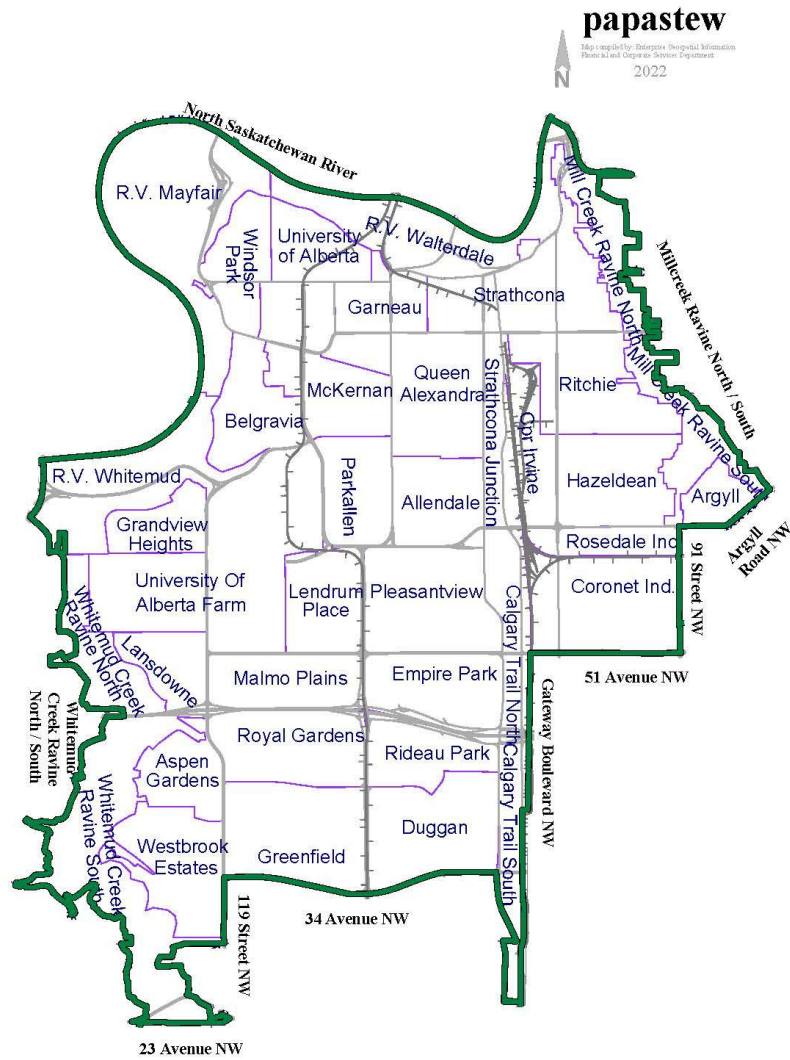 papastew
Map compiled by: Enterprise Geospatial Information
Financial and Corporate Services Department
2022
N
North Saskatchewan River
R.V. Mayfair
Windsor
Park
University
of Alberta
R.V. Walterdale
Mill Creek Ravine North
Millcreek Ravine North / South
Strathcona
Garneau
McKernan
Queen
Alexandra
Strathcona Junction
Cpr Irvine
Ritchie
Mill Creek Ravine Sout
Belgravia
R.V. Whitemud
Parkallen
Allendale
Hazeldean
Argyll
Argyll
Road NW
Grandview
Heights
Rosedale Ind
91 Street NW
University Of
Alberta Farm
Lendrum
Place
Pleasantview
Coronet Ind.
Whitemud Creek
Ravine North
Lansdowne
Malmo Plains
Empire Park
Calgary Trail North
51 Avenue NW
Whitemud
Creek Ravine
North / South
Royal Gardens
Rideau Park
Gateway Boulevard NW
Aspen
Gardens
Calgary Trail South
Whitemud Creek
Ravine South
Westbrook
Estates
Greenfield
Duggan
119 Street NW
34 Avenue NW
23 Avenue NW